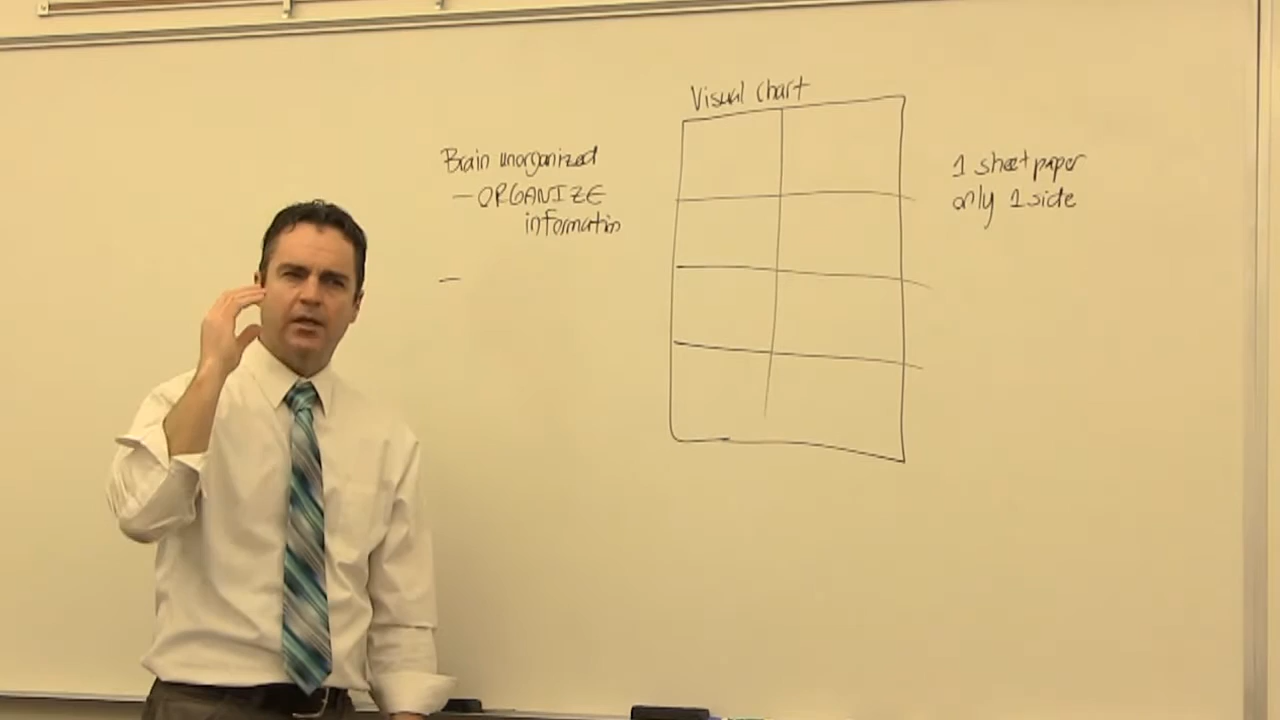 Visual chart
Brain unorganized
- ORGANIZE
information
-
1 sheet paper
only 1 side